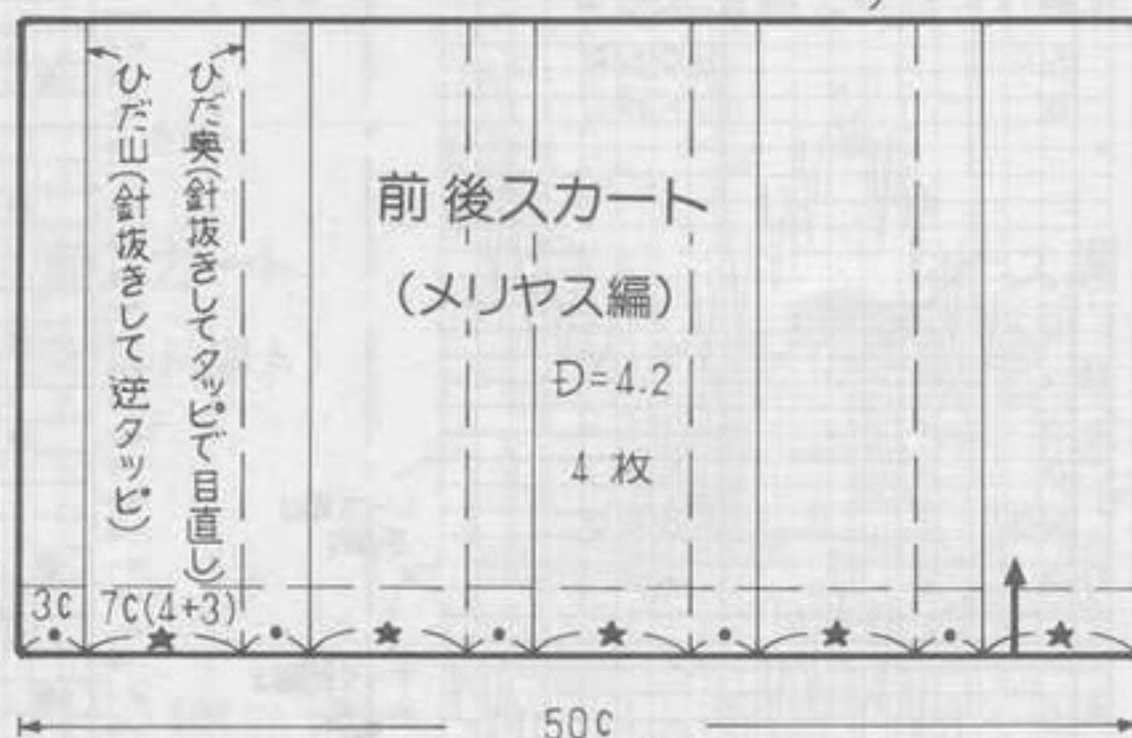 ひだ山(針抜きして逆タッピ)
ひだ奥(針抜きしてタッピで目直し)
前後スカート
(メリヤス編)
D=4.2
4枚
3c 7c(4+3)
50c